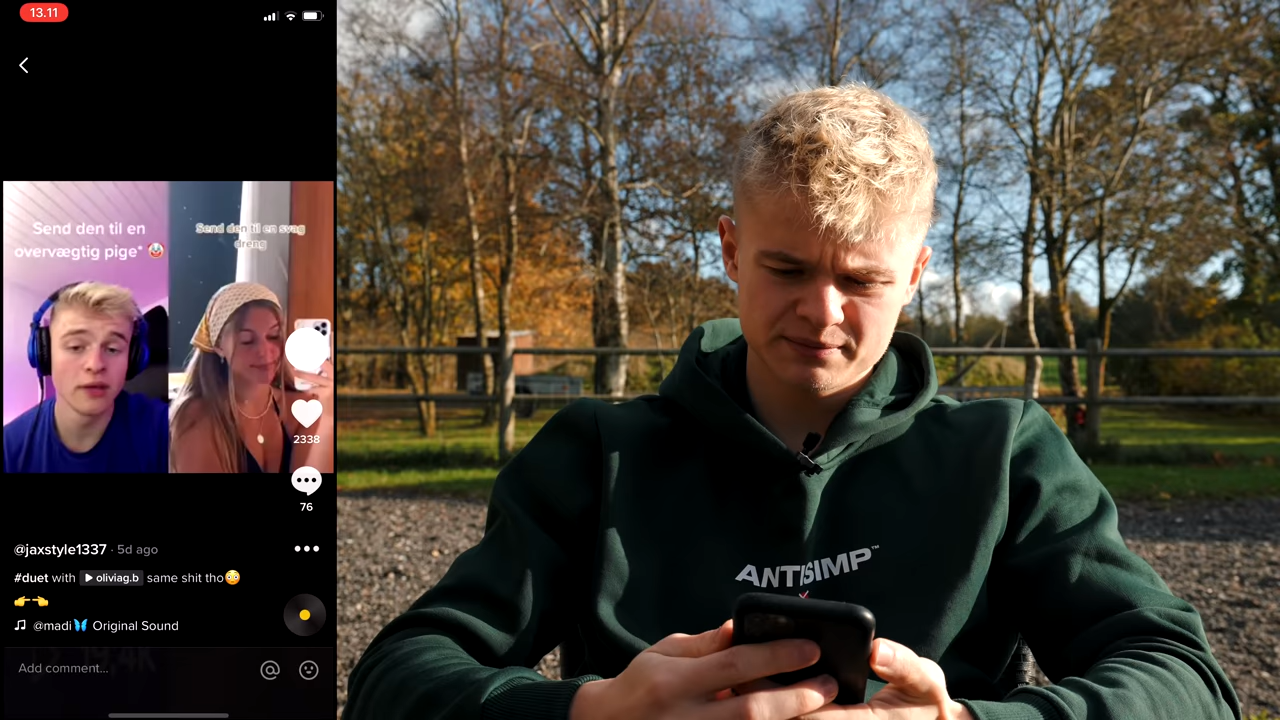 13.11
Send den til en
overvægtig pige* 🤡
Send den til en svag
dreng
2338
76
@jaxstyle1337 · 5d ago
#duet with ▶ oliviag.b same shit tho😳
👉👈
🎵 @madi🦋 Original Sound
Add comment...
ANTISIMP™